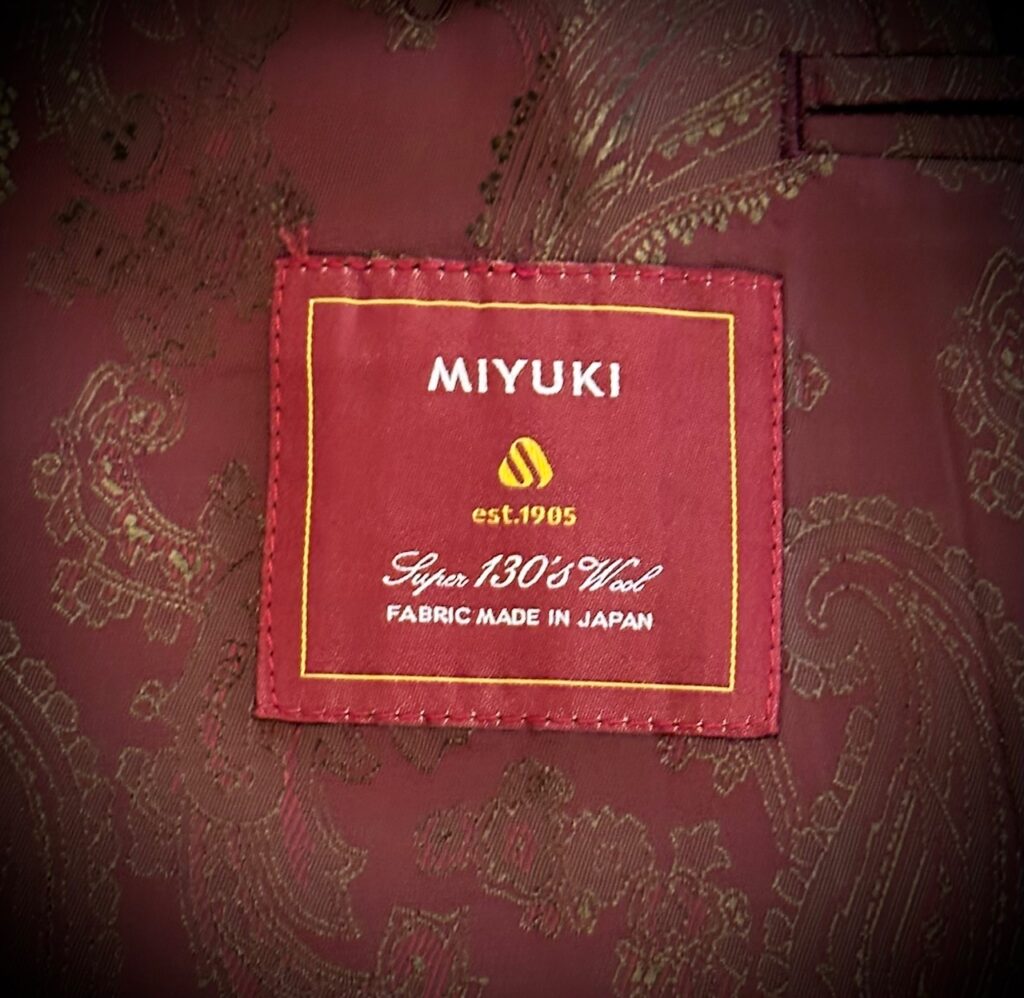 MIYUKI
est.1905
Super 130's Wool
FABRIC MADE IN JAPAN